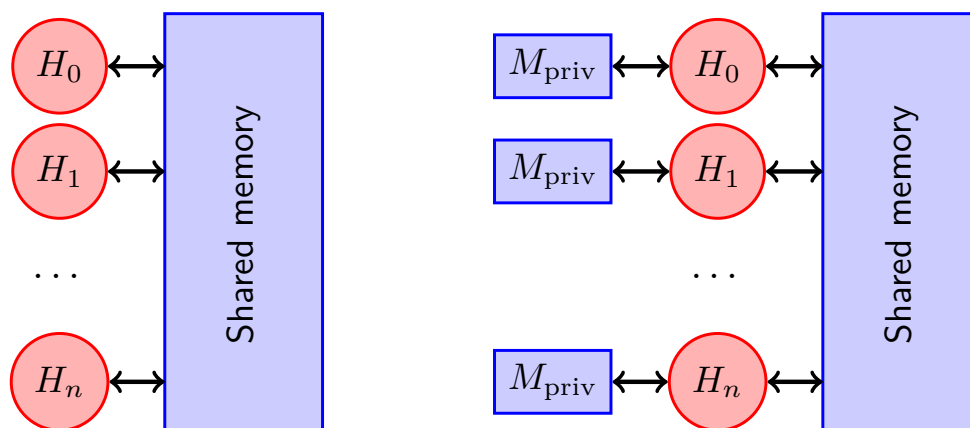 H_0
H_1
...
H_n
Shared memory
M_priv
H_0
M_priv
H_1
...
M_priv
H_n
Shared memory